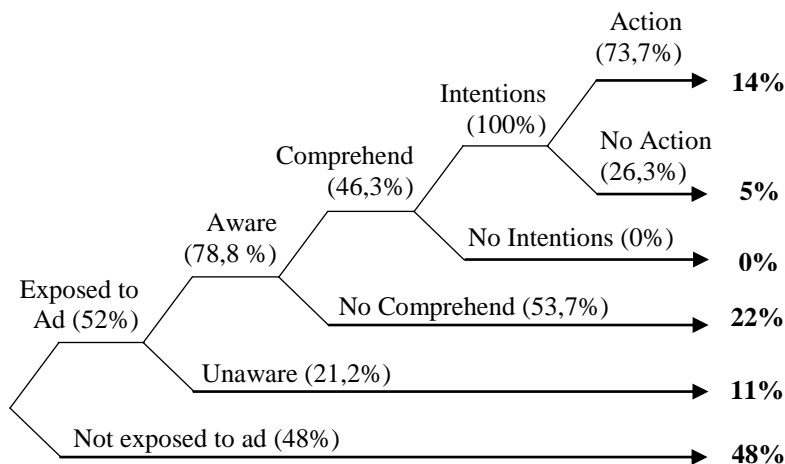 Action
(73,7%)
14%
Intentions
(100%)
No Action
(26,3%)
5%
Comprehend
(46,3%)
No Intentions (0%)
0%
Aware
(78,8 %)
No Comprehend (53,7%)
22%
Exposed to
Ad (52%)
Unaware (21,2%)
11%
Not exposed to ad (48%)
48%